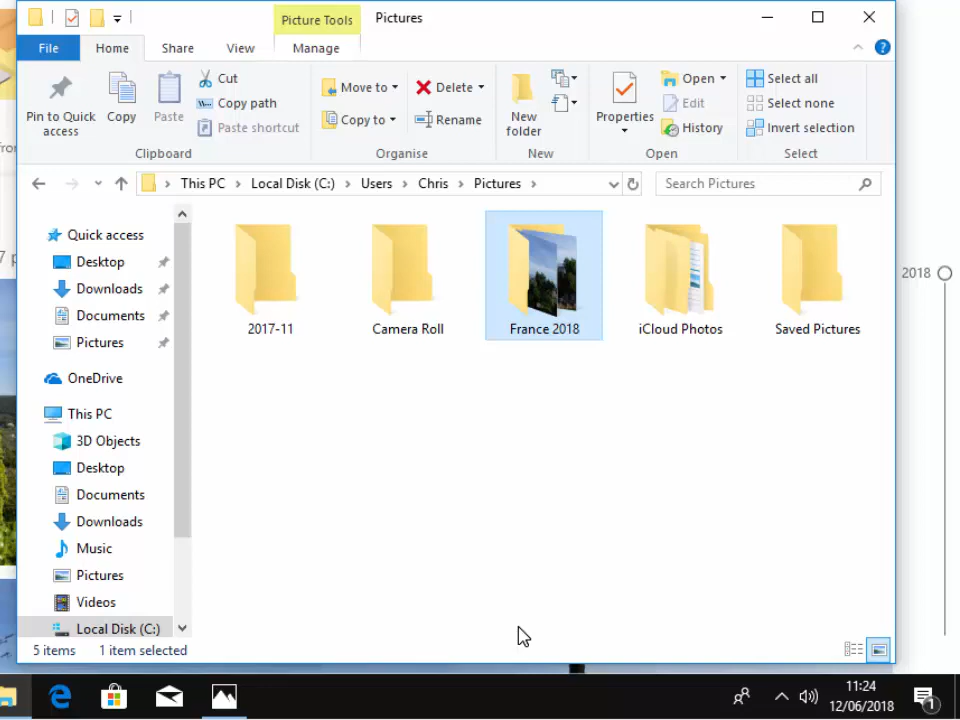 Picture Tools
Pictures
File
Home
Share
View
Manage
Pin to Quick access
Copy
Paste
Cut
Copy path
Paste shortcut
Clipboard
Move to
Copy to
Delete
Rename
Organise
New folder
New
Properties
Open
Edit
History
Open
Select all
Select none
Invert selection
Select
This PC
Local Disk (C:)
Users
Chris
Pictures
Search Pictures
Quick access
Desktop
Downloads
Documents
Pictures
OneDrive
This PC
3D Objects
Desktop
Documents
Downloads
Music
Pictures
Videos
Local Disk (C:)
2017-11
Camera Roll
France 2018
iCloud Photos
Saved Pictures
2018
5 items
1 item selected
11:24
12/06/2018
1